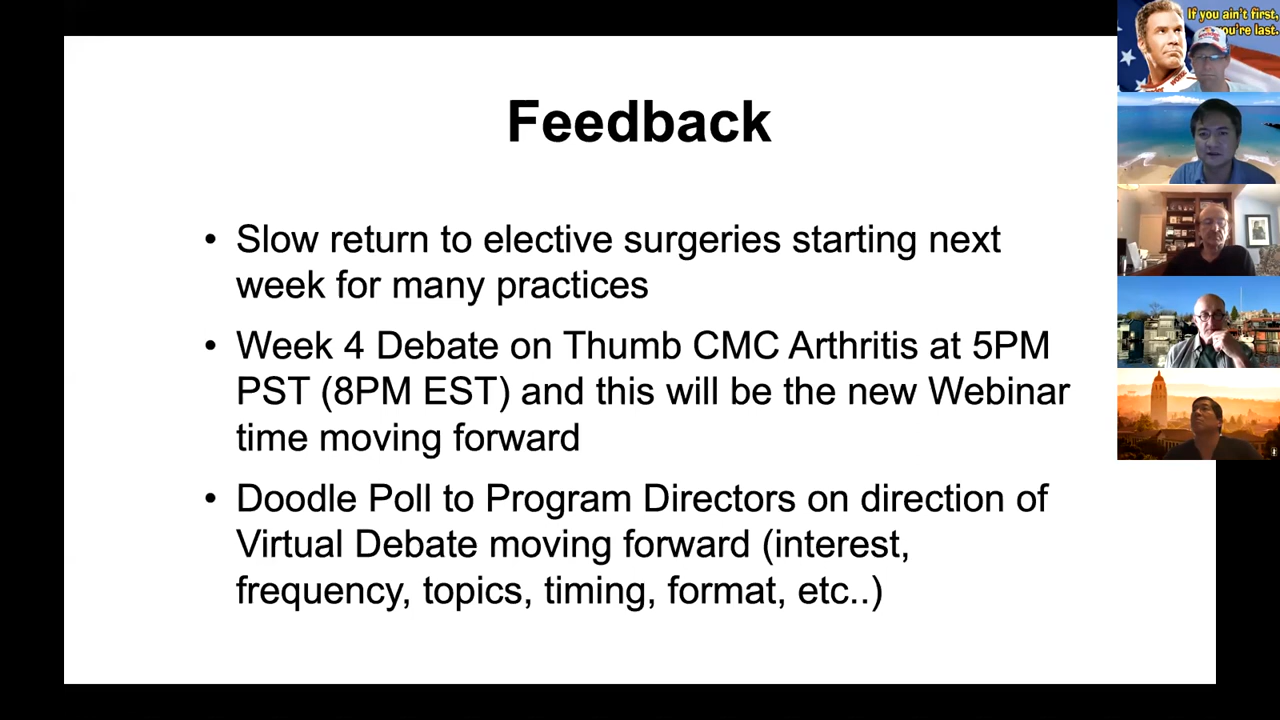 Feedback
• Slow return to elective surgeries starting next
week for many practices
• Week 4 Debate on Thumb CMC Arthritis at 5PM
PST (8PM EST) and this will be the new Webinar
time moving forward
• Doodle Poll to Program Directors on direction of
Virtual Debate moving forward (interest,
frequency, topics, timing, format, etc..)
If you ain't first,
you're last.